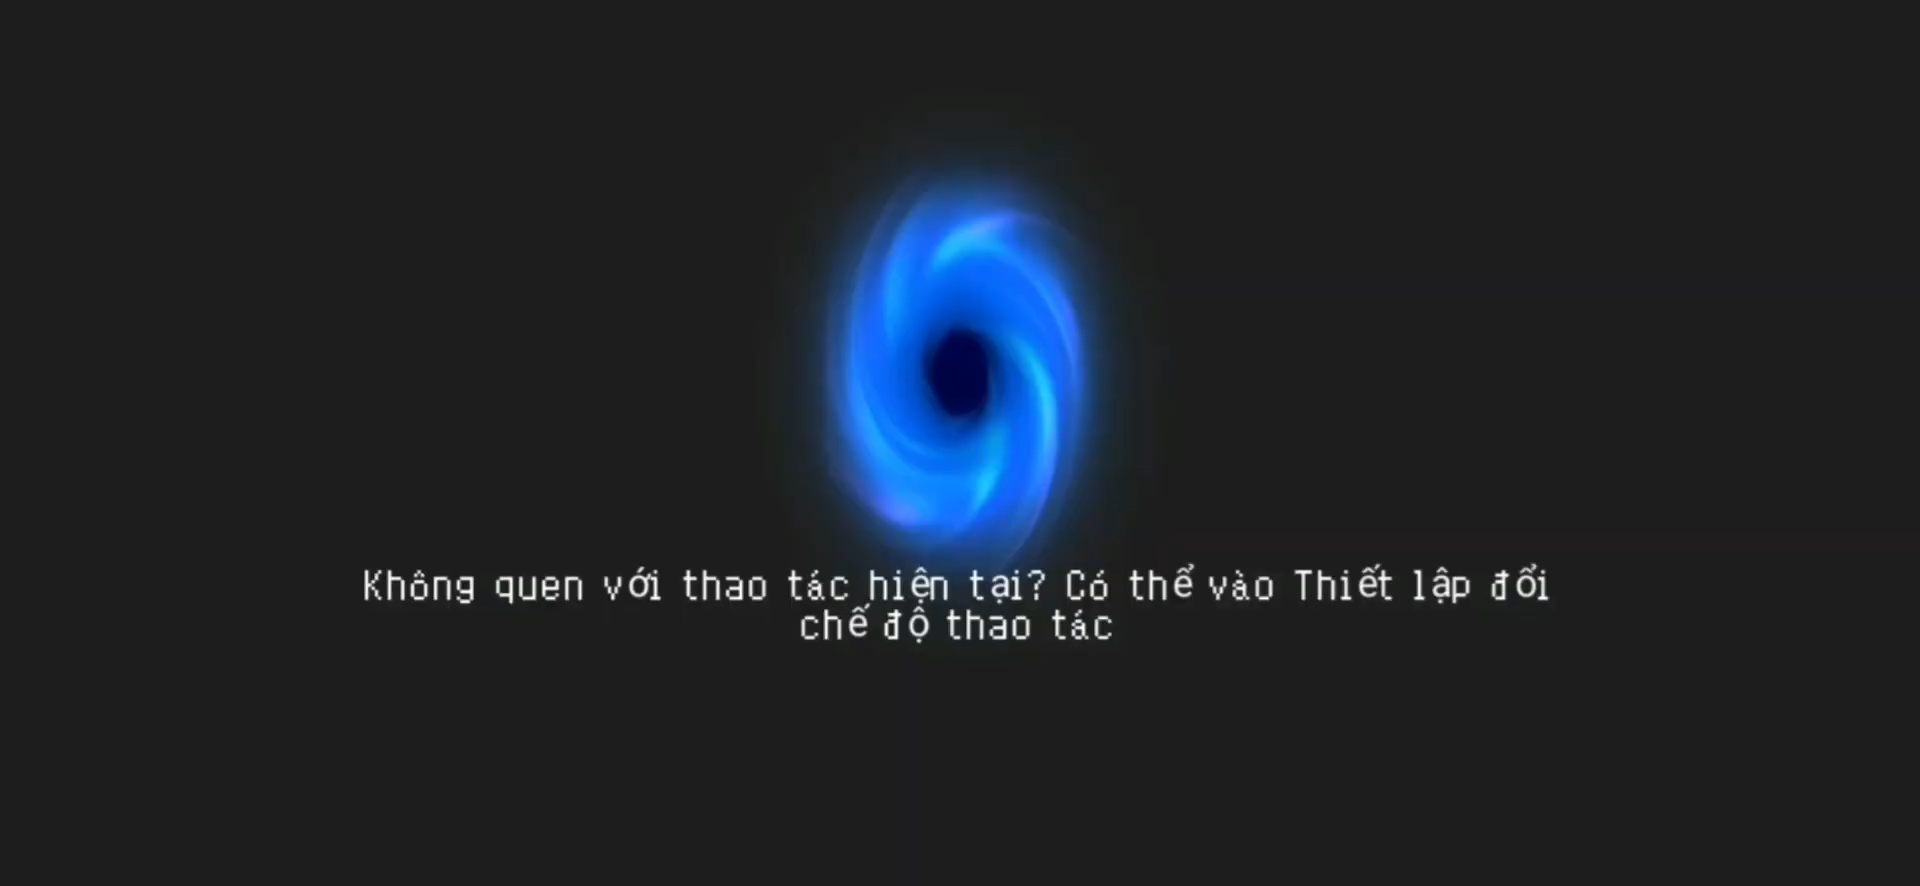 Không quen với thao tác hiện tại? Có thể vào Thiết lập đổi
chế độ thao tác